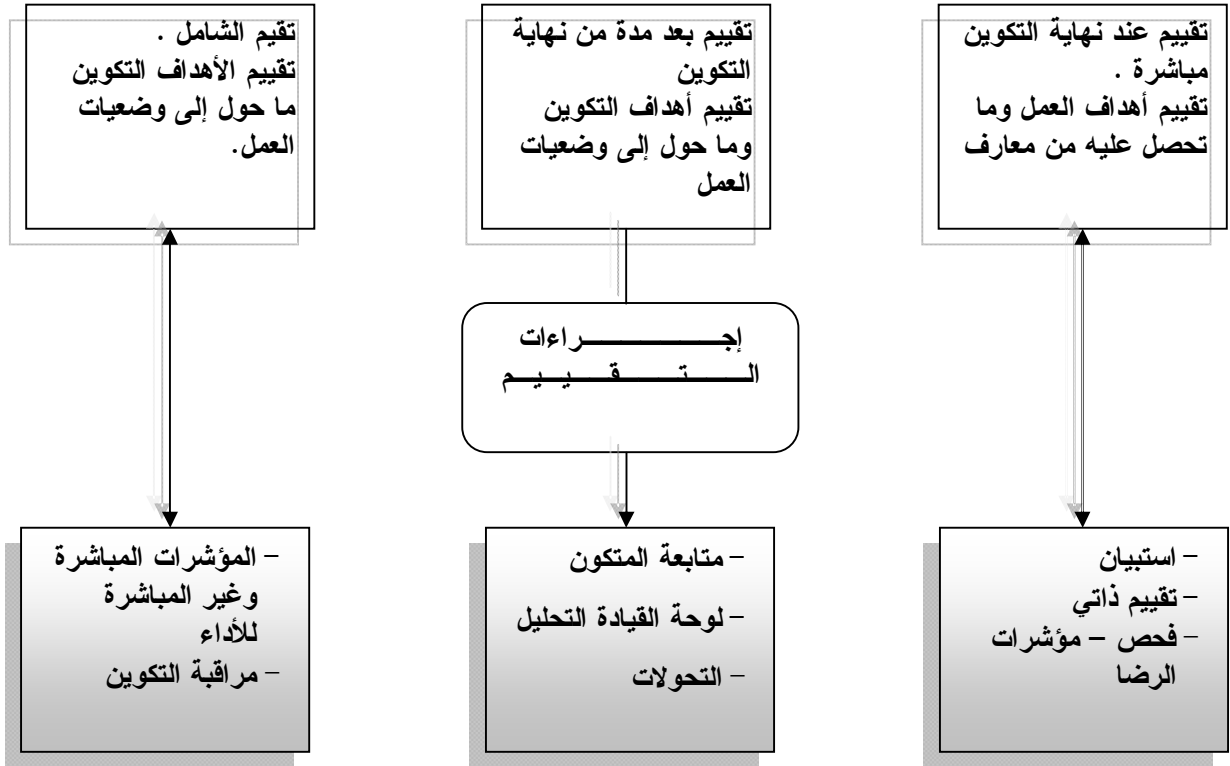 تقييم عند نهاية التكوين
مباشرة .
تقييم أهداف العمل وما
تحصل عليه من معارف
تقييم بعد مدة من نهاية
التكوين
تقييم أهداف التكوين
وما حول إلى وضعيات
العمل
تقيم الشامل .
تقييم الأهداف التكوين
ما حول إلى وضعيات
العمل.
إجــــــــــراءات
الـــــتـــــقـــيـــيـــم
– استبيان
– تقييم ذاتي
– فحص – مؤشرات
الرضا
– متابعة المتكون
– لوحة القيادة التحليل
– التحولات
– المؤشرات المباشرة
وغير المباشرة
للأداء
– مراقبة التكوين